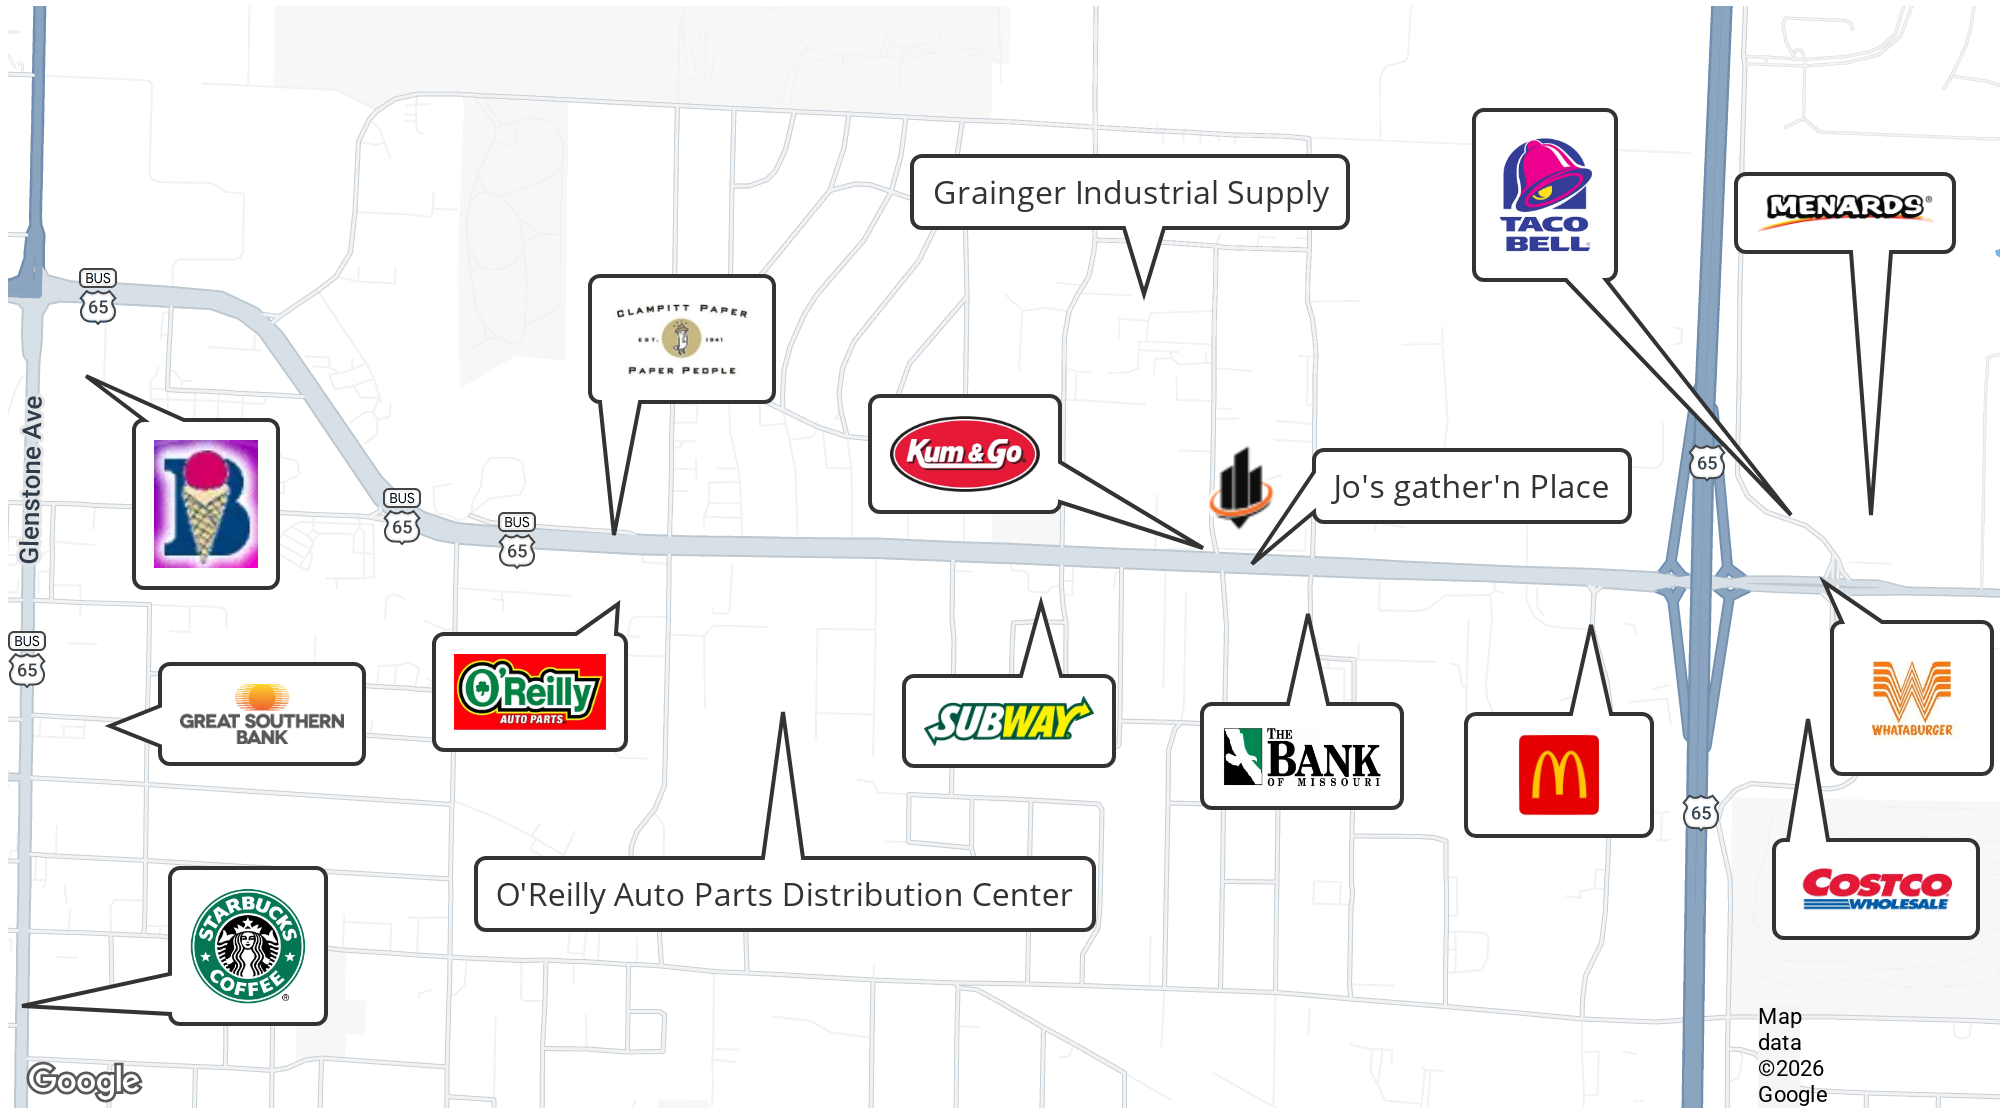 BUS
65
Glenstone Ave
CLAMPITT PAPER
EST. 1941
PAPER PEOPLE
Grainger Industrial Supply
TACO
BELL
MENARDS®
Kum & Go
Jo's gather'n Place
65
B
BUS
65
BUS
65
BUS
65
GREAT SOUTHERN
BANK
O'Reilly
AUTO PARTS
SUBWAY
THE
BANK
OF MISSOURI
M
W
WHATABURGER
65
STARBUCKS
COFFEE
®
O'Reilly Auto Parts Distribution Center
COSTCO
WHOLESALE
Google
Map
data
©2026
Google